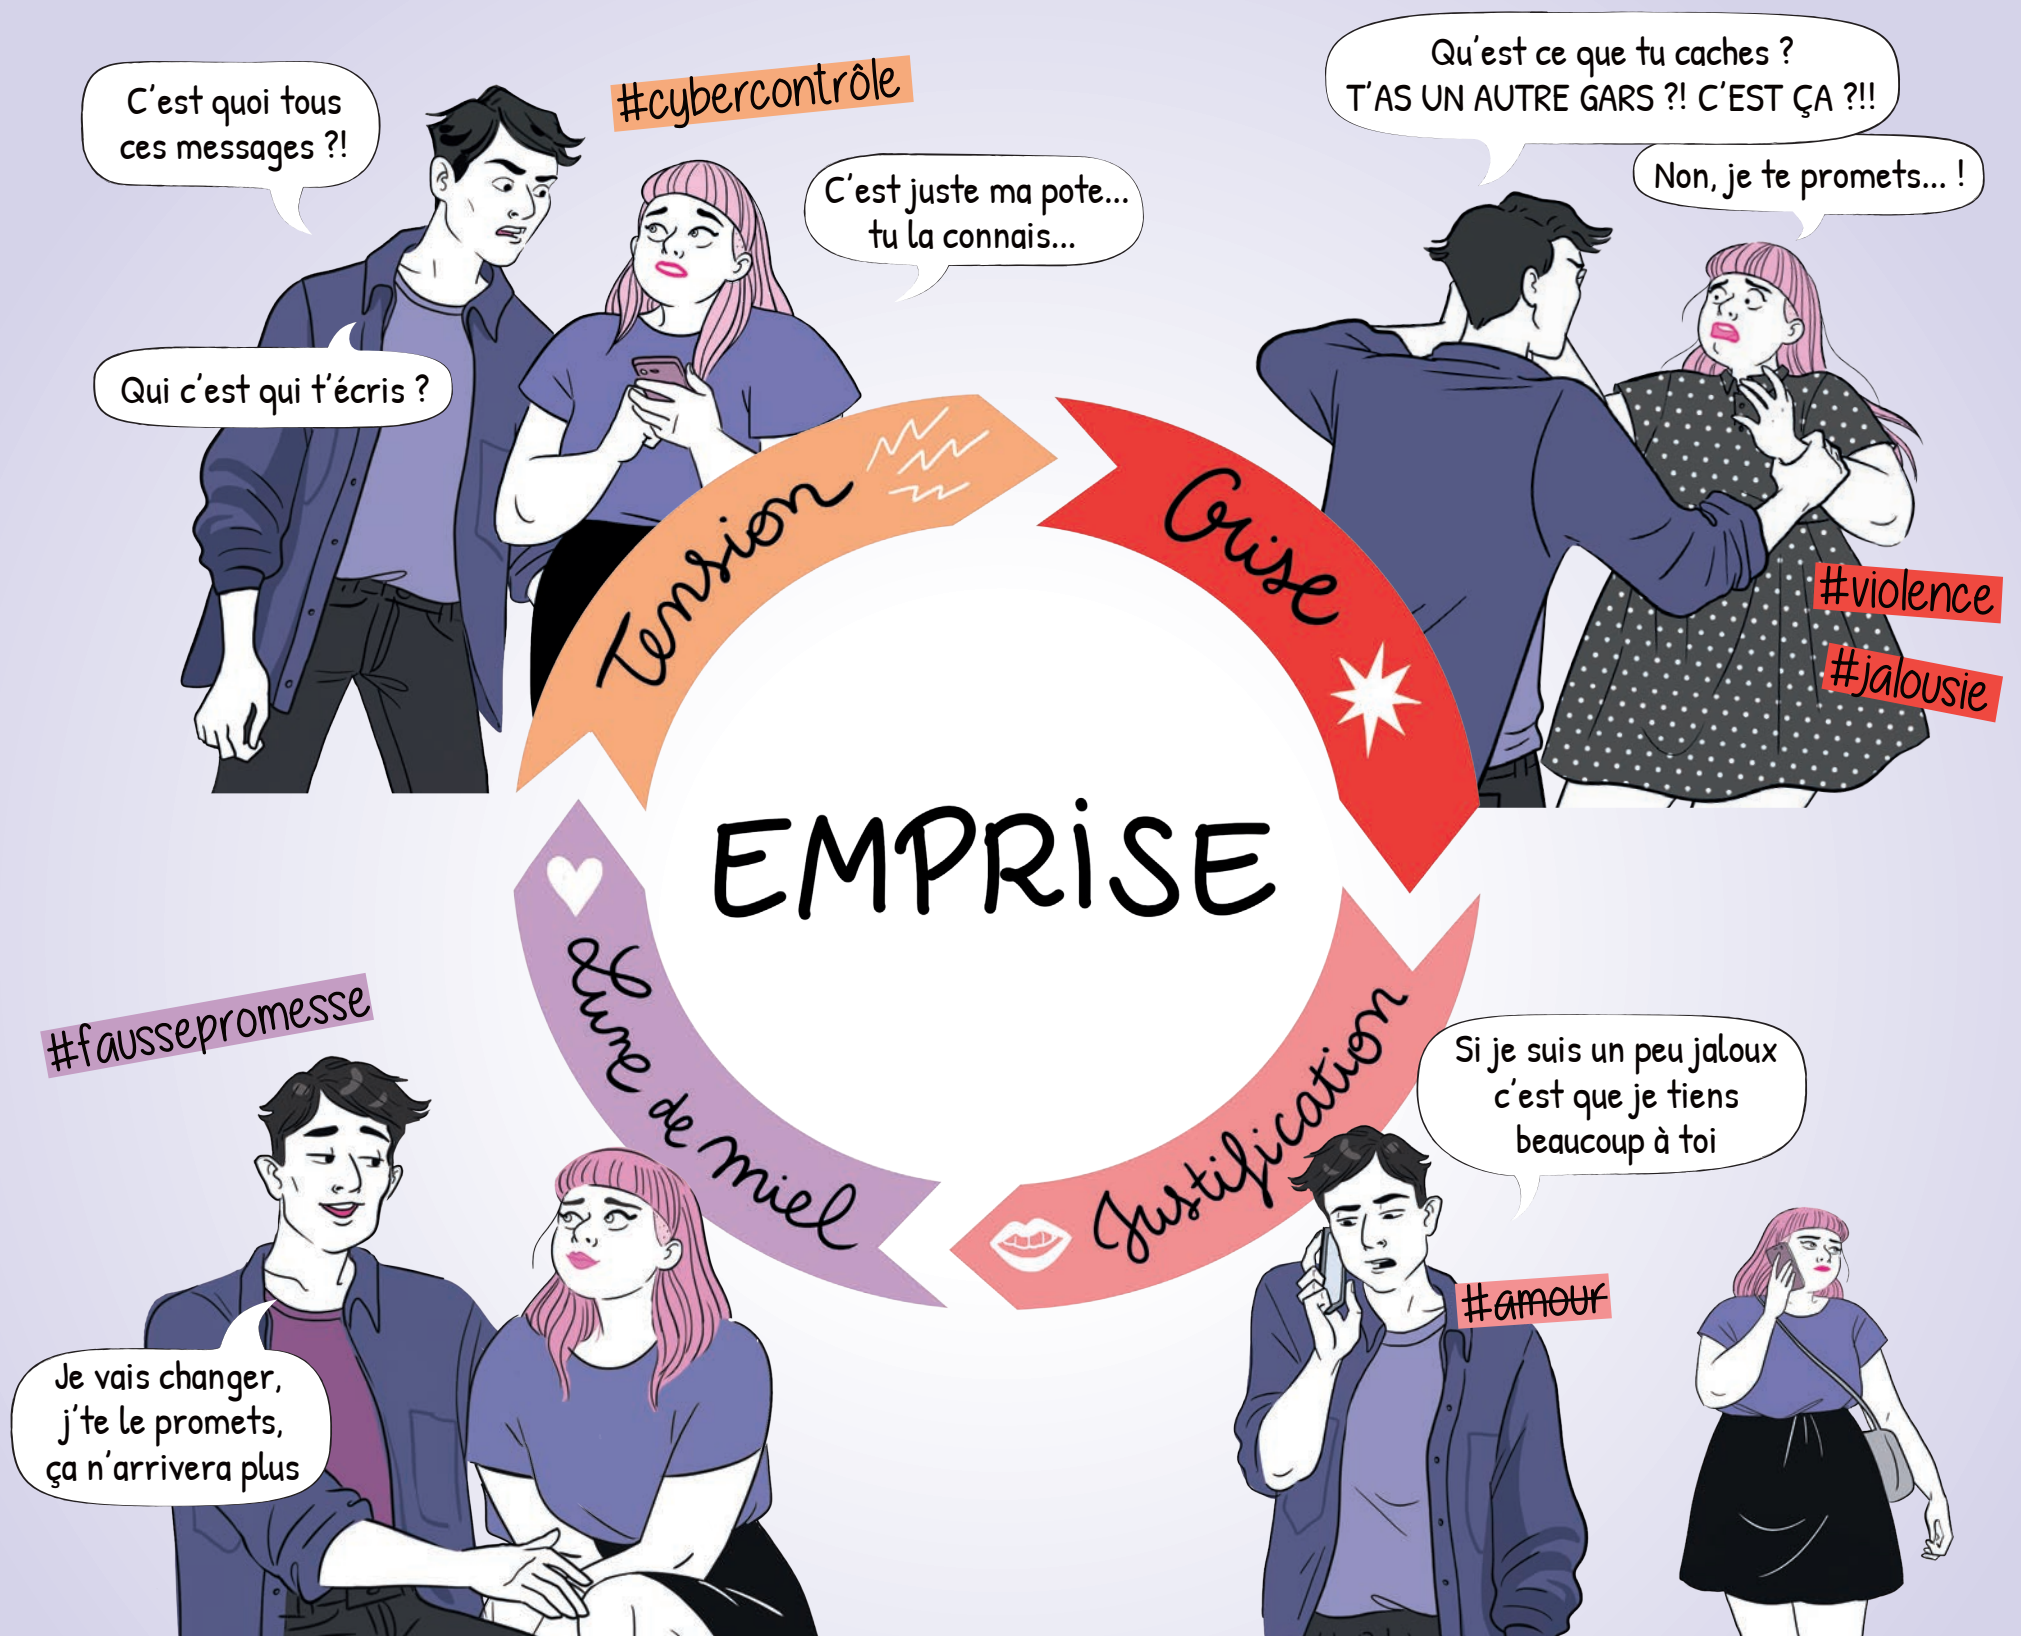 C'est quoi tous
ces messages ?!
#cybercontrôle
C'est juste ma pote...
tu la connais...
Qui c'est qui t'écris ?
Tension
Qu'est ce que tu caches ?
T'AS UN AUTRE GARS ?! C'EST ÇA ?!!
Non, je te promets... !
Crise
#violence
#jalousie
EMPRISE
Justification
Si je suis un peu jaloux
c'est que je tiens
beaucoup à toi
#amour
Lune de miel
#faussepromesse
Je vais changer,
j'te le promets,
ça n'arrivera plus